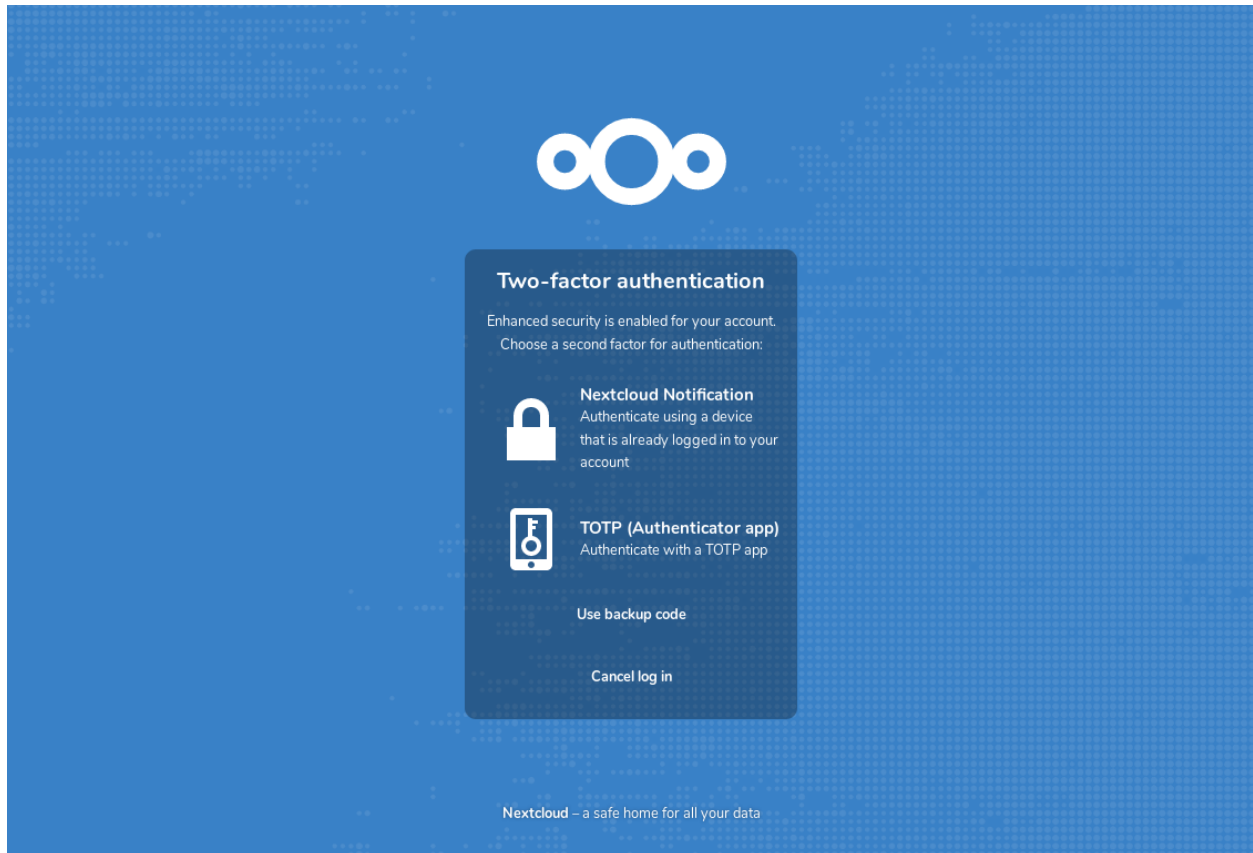 Two-factor authentication
Enhanced security is enabled for your account.
Choose a second factor for authentication:
Nextcloud Notification
Authenticate using a device
that is already logged in to your
account
TOTP (Authenticator app)
Authenticate with a TOTP app
Use backup code
Cancel log in
Nextcloud – a safe home for all your data